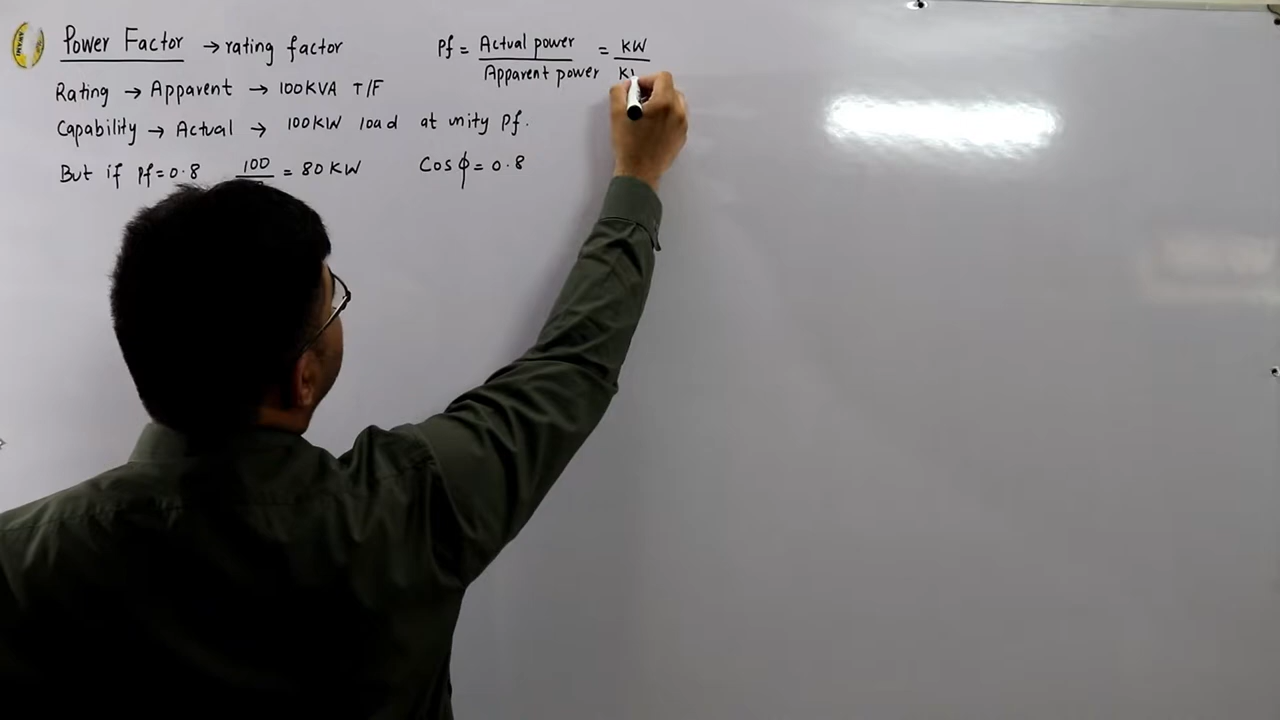 Power Factor → rating factor
Pf = Actual power / Apparent power = KW / K
Rating → Apparent → 100KVA T/F
Capability → Actual → 100KW load at unity Pf.
But if Pf = 0.8 100 = 80 KW Cos ϕ = 0.8